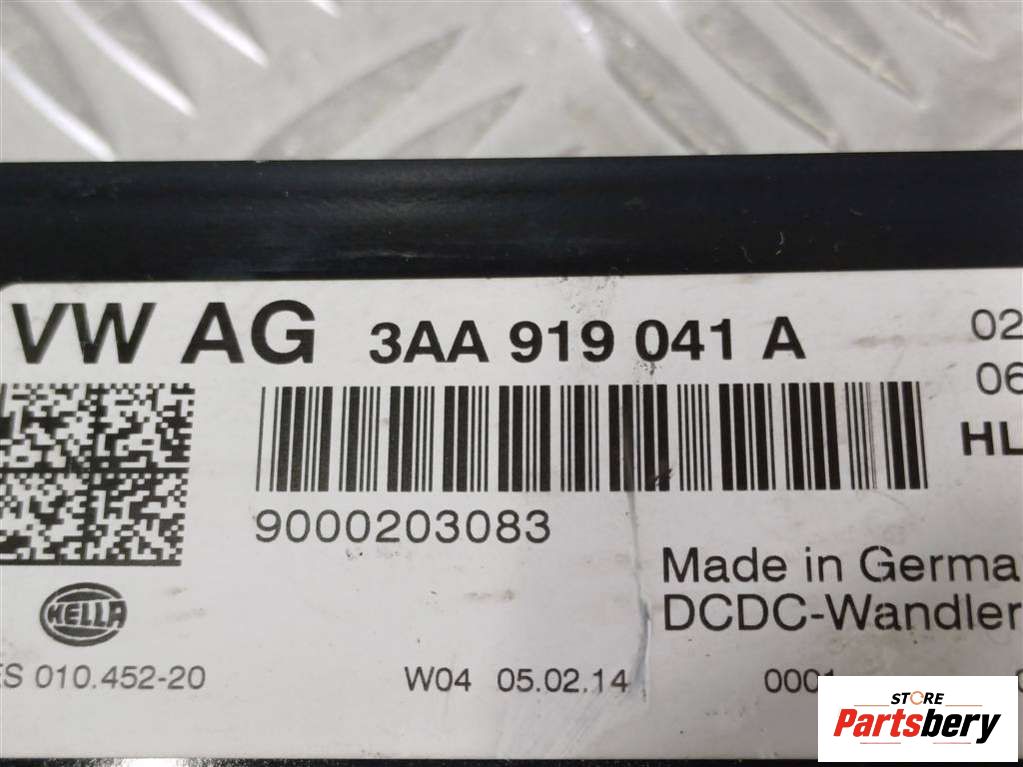 VW AG 3AA 919 041 A 02
06
HL
9000203083
Made in Germa
DCDC-Wandler
HELLA
ES 010.452-20 W04 05.02.14 0001
STORE
Partsbery